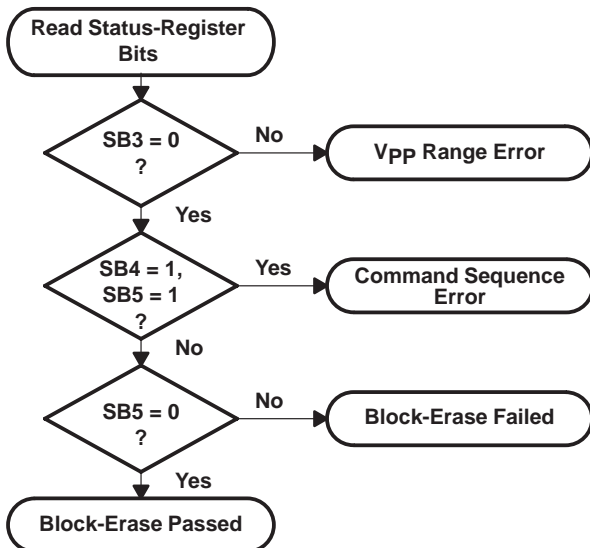 Read Status-Register
Bits
SB3 = 0
?
No
VPP Range Error
Yes
SB4 = 1,
SB5 = 1
?
Yes
Command Sequence
Error
No
SB5 = 0
?
No
Block-Erase Failed
Yes
Block-Erase Passed